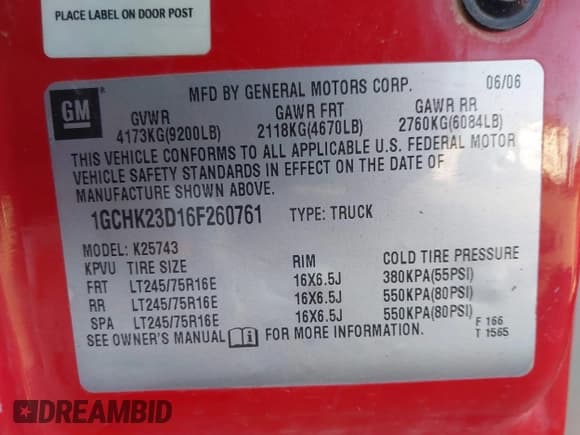 PLACE LABEL ON DOOR POST
GM
®
MFD BY GENERAL MOTORS CORP. 06/06
GVWR GAWR FRT GAWR RR
4173KG(9200LB) 2118KG(4670LB) 2760KG(6084LB)
THIS VEHICLE CONFORMS TO ALL APPLICABLE U.S. FEDERAL MOTOR
VEHICLE SAFETY STANDARDS IN EFFECT ON THE DATE OF
MANUFACTURE SHOWN ABOVE.
1GCHK23D16F260761 TYPE: TRUCK
MODEL: K25743
KPVU TIRE SIZE RIM COLD TIRE PRESSURE
FRT LT245/75R16E 16X6.5J 380KPA(55PSI)
RR LT245/75R16E 16X6.5J 550KPA(80PSI)
SPA LT245/75R16E 16X6.5J 550KPA(80PSI)
SEE OWNER'S MANUAL i FOR MORE INFORMATION.
F 166
T 1565
DREAMBID